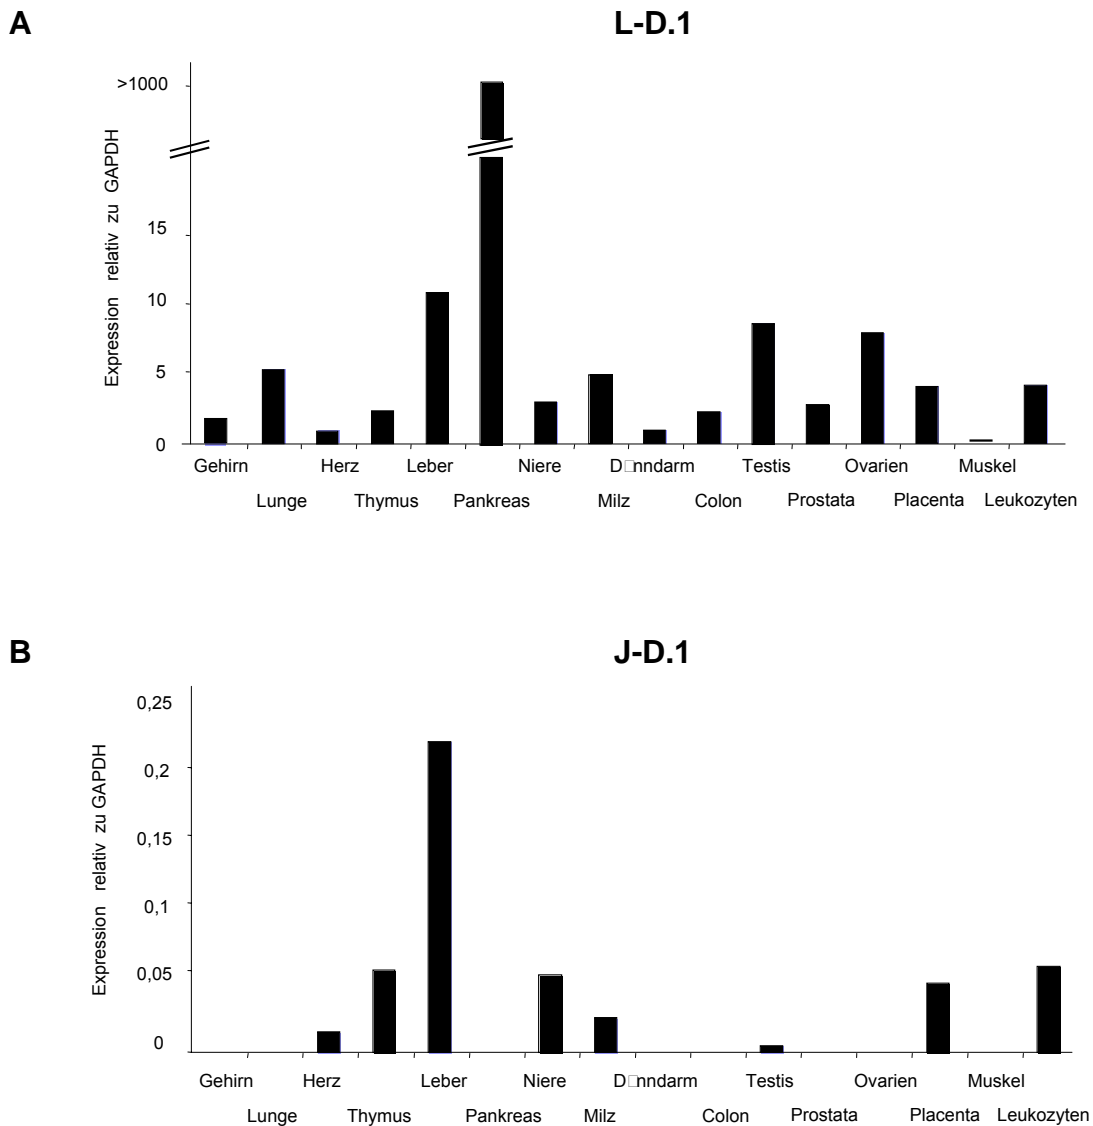 A
L-D.1
>1000
15
10
5
0
Expression relativ zu GAPDH
Gehirn Herz Leber Niere D□nndarm Testis Ovarien Muskel
Lunge Thymus Pankreas Milz Colon Prostata Placenta Leukozyten
B
J-D.1
0,25
0,2
0,15
0,1
0,05
0
Expression relativ zu GAPDH
Gehirn Herz Leber Niere D□nndarm Testis Ovarien Muskel
Lunge Thymus Pankreas Milz Colon Prostata Placenta Leukozyten